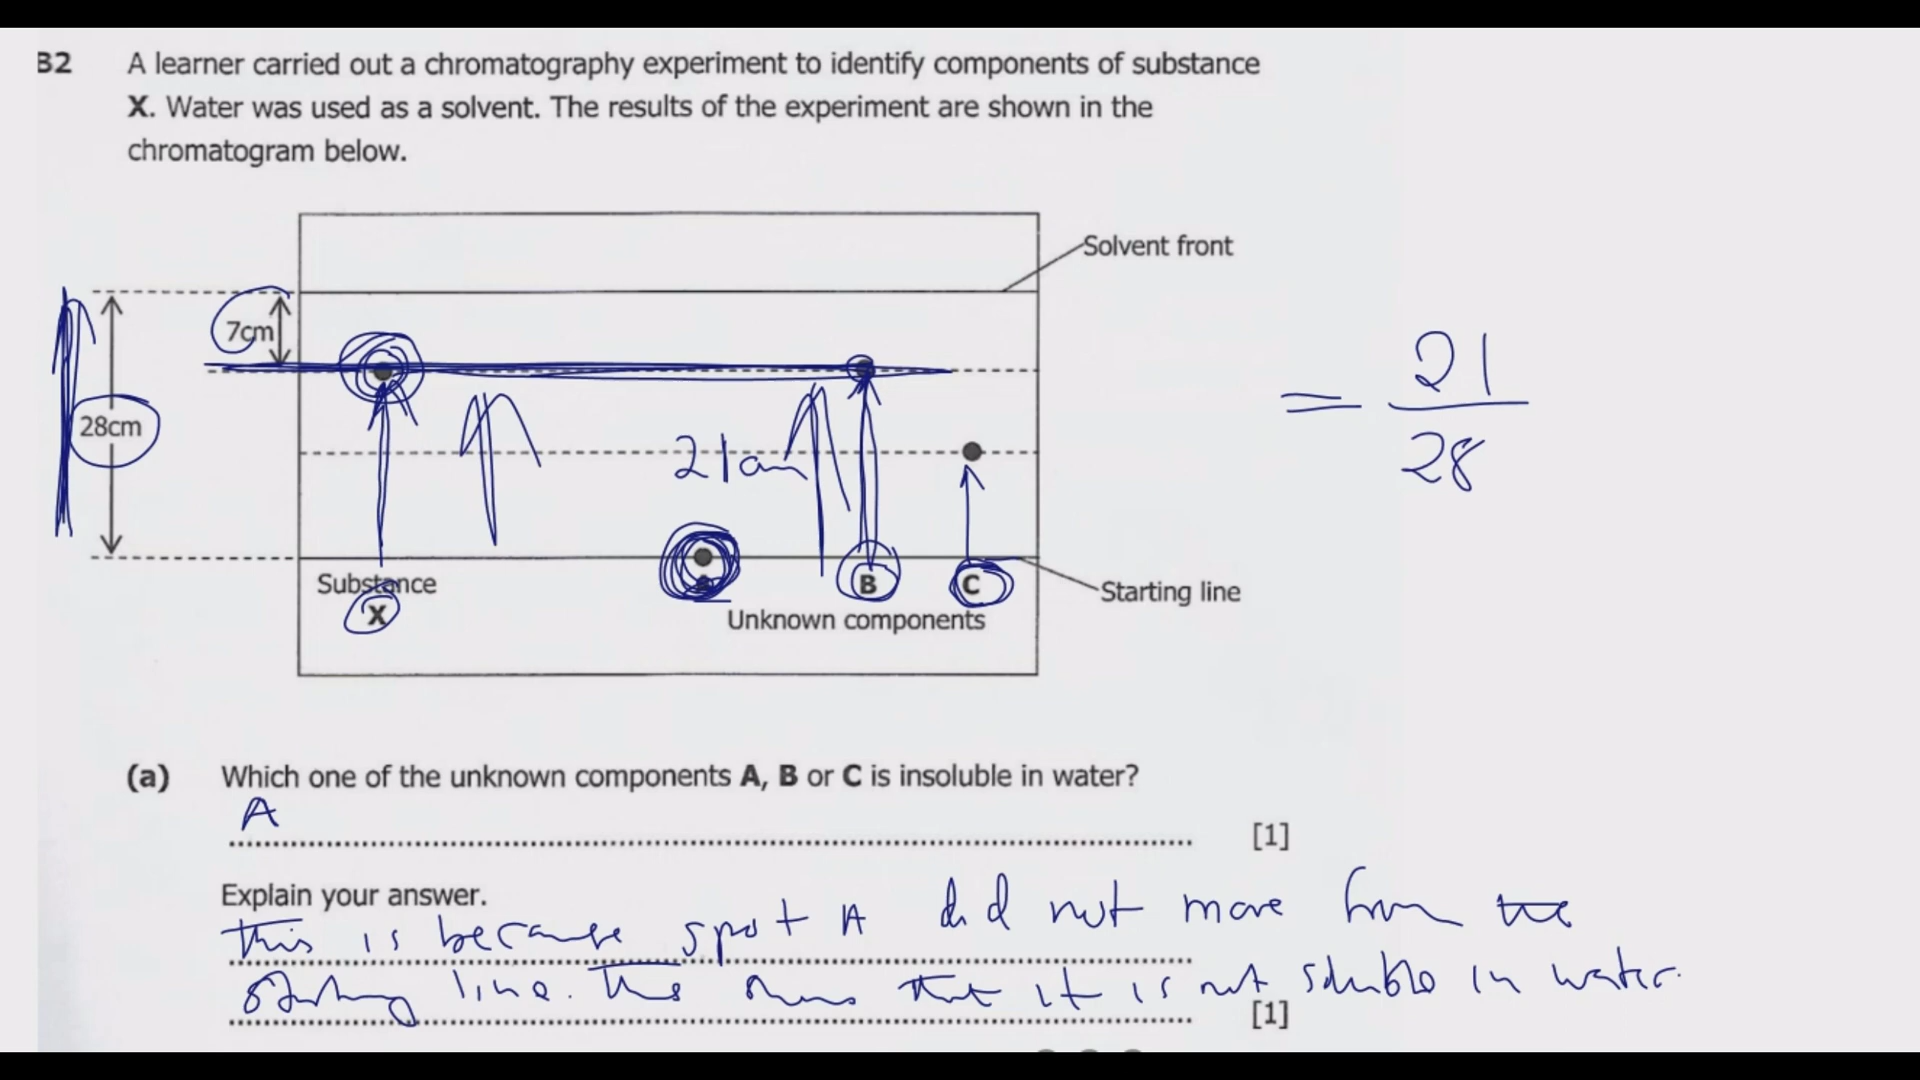 B2 A learner carried out a chromatography experiment to identify components of substance
X. Water was used as a solvent. The results of the experiment are shown in the
chromatogram below.
Solvent front
7cm
28cm
21cm
= 21
28
Substance
X
B
C
Unknown components
Starting line
(a) Which one of the unknown components A, B or C is insoluble in water?
A
[1]
Explain your answer.
this is because spot A did not move from the
starting line. This shows that it is not soluble in water.
[1]